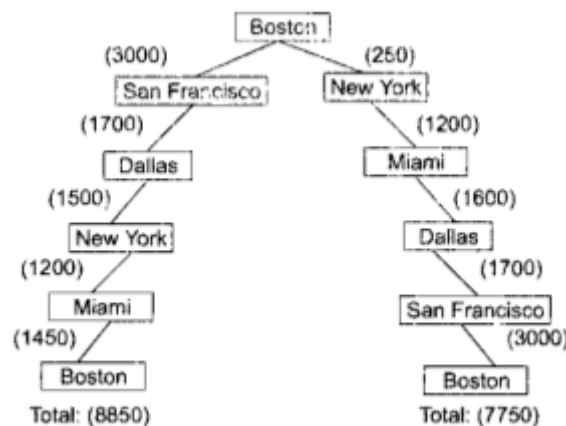 Boston
(3000) (250)
San Francisco New York
(1700) (1200)
Dallas Miami
(1500) (1600)
New York Dallas
(1200) (1700)
Miami San Francisco
(1450) (3000)
Boston Boston
Total: (8850) Total: (7750)